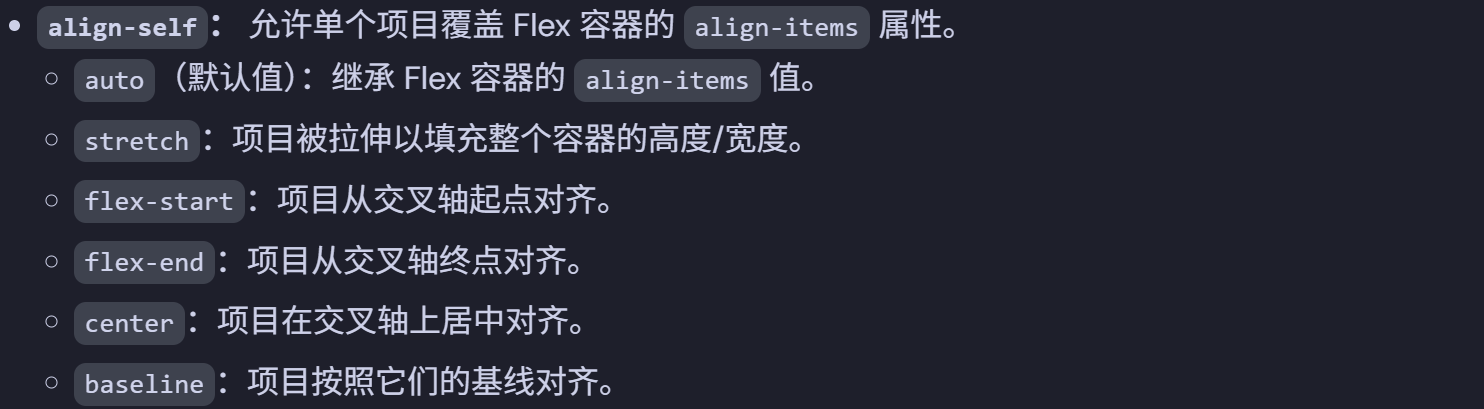 align-self： 允许单个项目覆盖 Flex 容器的 align-items 属性。
auto（默认值）：继承 Flex 容器的 align-items 值。
stretch：项目被拉伸以填充整个容器的高度/宽度。
flex-start：项目从交叉轴起点对齐。
flex-end：项目从交叉轴终点对齐。
center：项目在交叉轴上居中对齐。
baseline：项目按照它们的基线对齐。